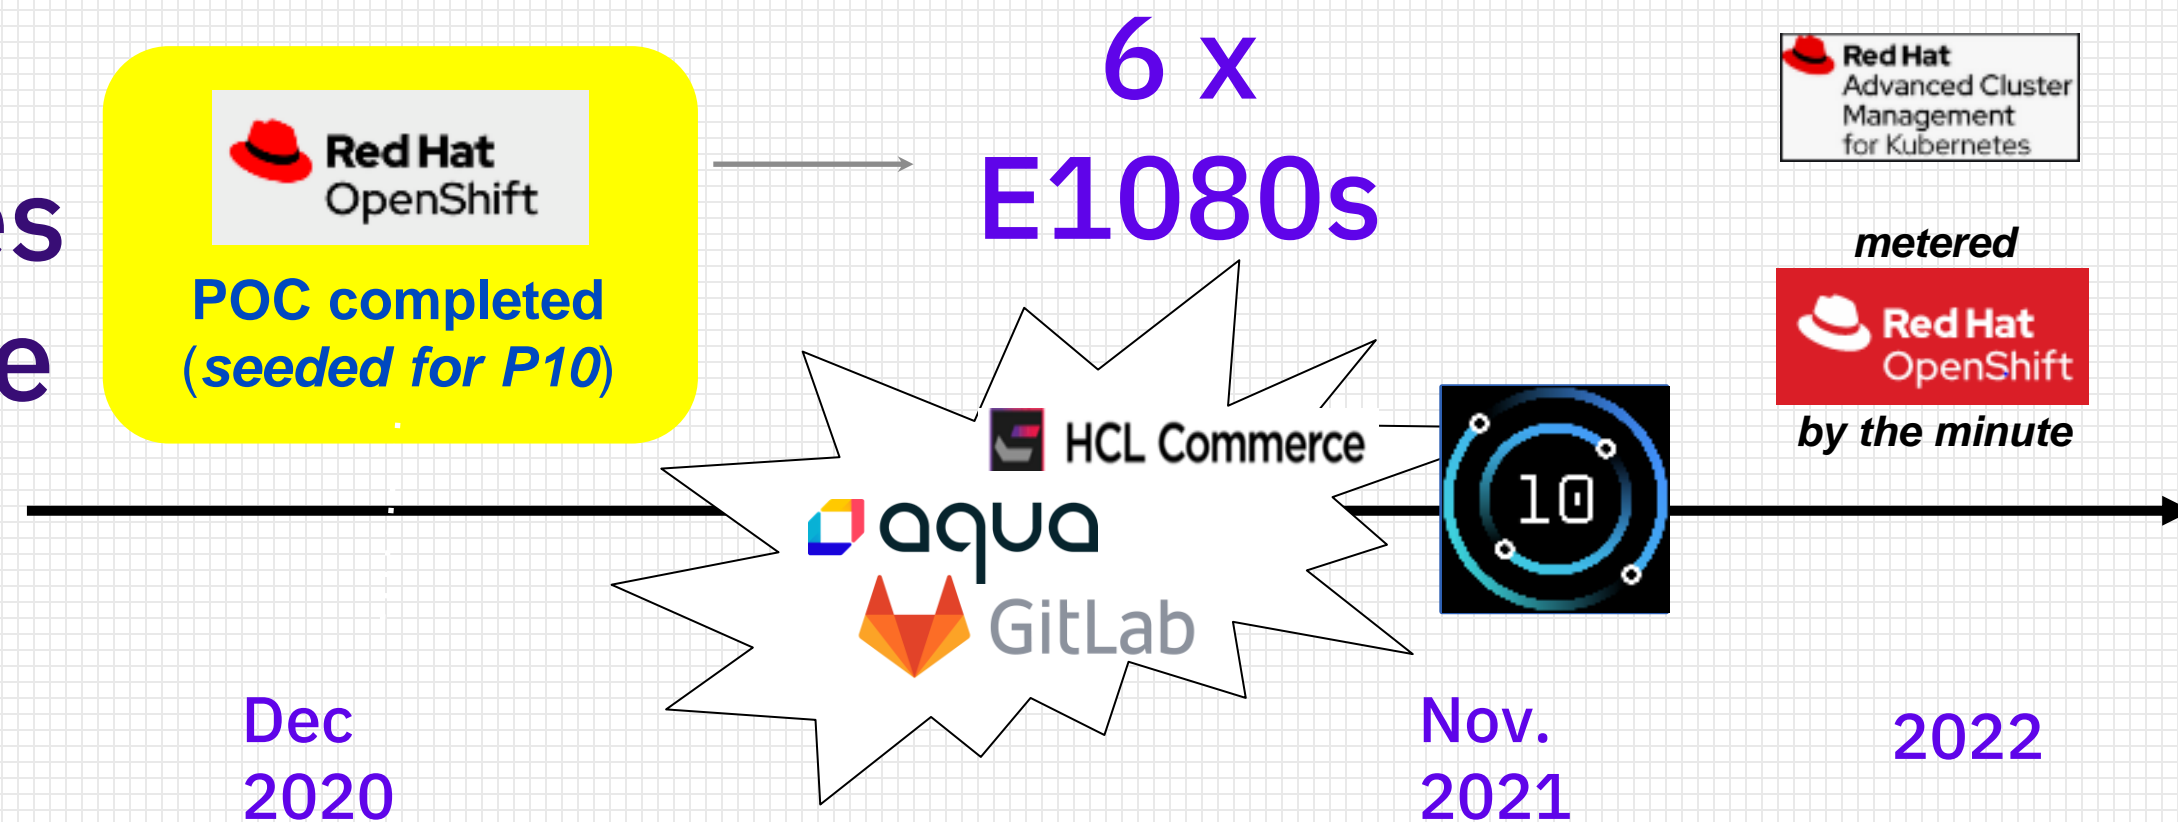 Red Hat
OpenShift
POC completed
(seeded for P10)
6 x
E1080s
HCL Commerce
aqua
GitLab
10
Red Hat
Advanced Cluster
Management
for Kubernetes
metered
Red Hat
OpenShift
by the minute
Dec
2020
Nov.
2021
2022